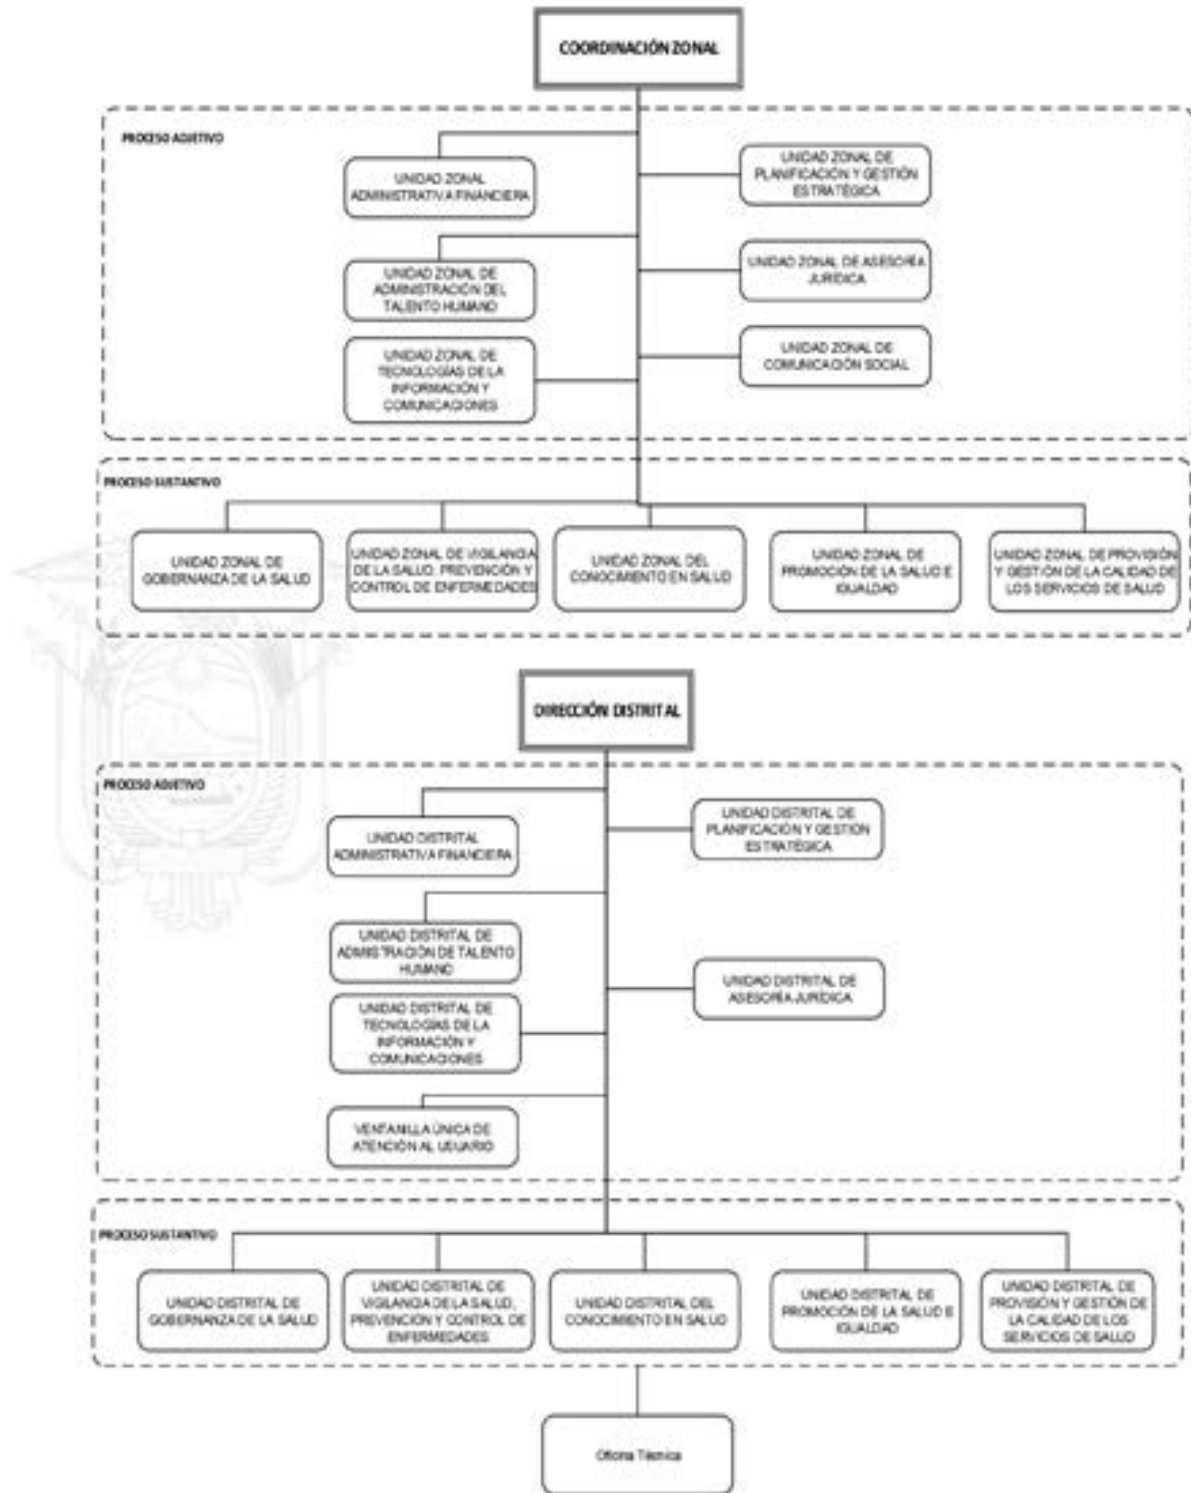 COORDINACIÓN ZONAL
PROCESO ADJETIVO
UNIDAD ZONAL
ADMINISTRATIVA FINANCIERA
UNIDAD ZONAL DE
PLANIFICACIÓN Y GESTIÓN
ESTRATÉGICA
UNIDAD ZONAL DE
ADMINISTRACIÓN DEL
TALENTO HUMANO
UNIDAD ZONAL DE ASESORÍA
JURÍDICA
UNIDAD ZONAL DE
TECNOLOGÍAS DE LA
INFORMACIÓN Y
COMUNICACIONES
UNIDAD ZONAL DE
COMUNICACIÓN SOCIAL
PROCESO SUSTANTIVO
UNIDAD ZONAL DE
GOBERNANZA DE LA SALUD
UNIDAD ZONAL DE VIGILANCIA
DE LA SALUD, PREVENCIÓN Y
CONTROL DE ENFERMEDADES
UNIDAD ZONAL DEL
CONOCIMIENTO EN SALUD
UNIDAD ZONAL DE
PROMOCIÓN DE LA SALUD E
IGUALDAD
UNIDAD ZONAL DE PROVISIÓN
Y GESTIÓN DE LA CALIDAD DE
LOS SERVICIOS DE SALUD
DIRECCIÓN DISTRITAL
PROCESO ADJETIVO
UNIDAD DISTRITAL
ADMINISTRATIVA FINANCIERA
UNIDAD DISTRITAL DE
PLANIFICACIÓN Y GESTIÓN
ESTRATÉGICA
UNIDAD DISTRITAL DE
ADMISTRACIÓN DE TALENTO
HUMANO
UNIDAD DISTRITAL DE
ASESORÍA JURÍDICA
UNIDAD DISTRITAL DE
TECNOLOGÍAS DE LA
INFORMACIÓN Y
COMUNICACIONES
VENTANILLA ÚNICA DE
ATENCIÓN AL USUARIO
PROCESO SUSTANTIVO
UNIDAD DISTRITAL DE
GOBERNANZA DE LA SALUD
UNIDAD DISTRITAL DE
VIGILANCIA DE LA SALUD,
PREVENCIÓN Y CONTROL DE
ENFERMEDADES
UNIDAD DISTRITAL DEL
CONOCIMIENTO EN SALUD
UNIDAD DISTRITAL DE
PROMOCIÓN DE LA SALUD E
IGUALDAD
UNIDAD DISTRITAL DE
PROVISIÓN Y GESTIÓN DE
LA CALIDAD DE LOS
SERVICIOS DE SALUD
Oficina Técnica